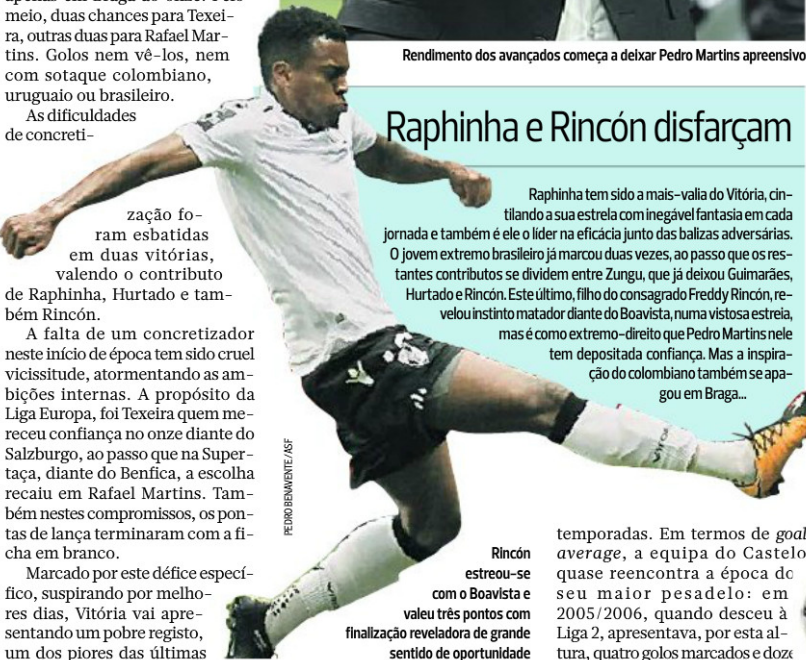 apenas em
meio, duas chances para Texei-
ra, outras duas para Rafael Mar-
tins. Golos nem vê-los, nem
com sotaque colombiano,
uruguaio ou brasileiro.
As dificuldades
de concreti-
zação fo-
ram esbatidas
em duas vitórias,
valendo o contributo
de Raphinha, Hurtado e tam-
bém Rincón.
A falta de um concretizador
neste início de época tem sido cruel
vicissitude, atormentando as am-
bições internas. A propósito da
Liga Europa, foi Texeira quem me-
receu confiança no onze diante do
Salzburgo, ao passo que na Super-
taça, diante do Benfica, a escolha
recaiu em Rafael Martins. Tam-
bém nestes compromissos, os pon-
tas de lança terminaram com a fi-
cha em branco.
Marcado por este défice especí-
fico, suspirando por melho-
res dias, Vitória vai apre-
sentando um pobre registo,
um dos piores das últimas
PEDRO BENAVENTE/ASF
Rendimento dos avançados começa a deixar Pedro Martins apreensivo
Raphinha e Rincón disfarçam
Raphinha tem sido a mais-valia do Vitória, cin-
tilando a sua estrela com inegável fantasia em cada
jornada e também é ele o líder na eficácia junto das balizas adversárias.
O jovem extremo brasileiro já marcou duas vezes, ao passo que os res-
tantes contributos se dividem entre Zungu, que já deixou Guimarães,
Hurtado e Rincón. Este último, filho do consagrado Freddy Rincón, re-
velou instinto matador diante do Boavista, numa vistosa estreia,
mas é como extremo-direito que Pedro Martins nele
tem depositada confiança. Mas a inspira-
ção do colombiano também se apa-
gou em Braga...
Rincón
estreou-se
com o Boavista e
valeu três pontos com
finalização reveladora de grande
sentido de oportunidade
temporadas. Em termos de goal
average, a equipa do Castelo
quase reencontra a época do
seu maior pesadelo: em
2005/2006, quando desceu à
Liga 2, apresentava, por esta al-
tura, quatro golos marcados e doze